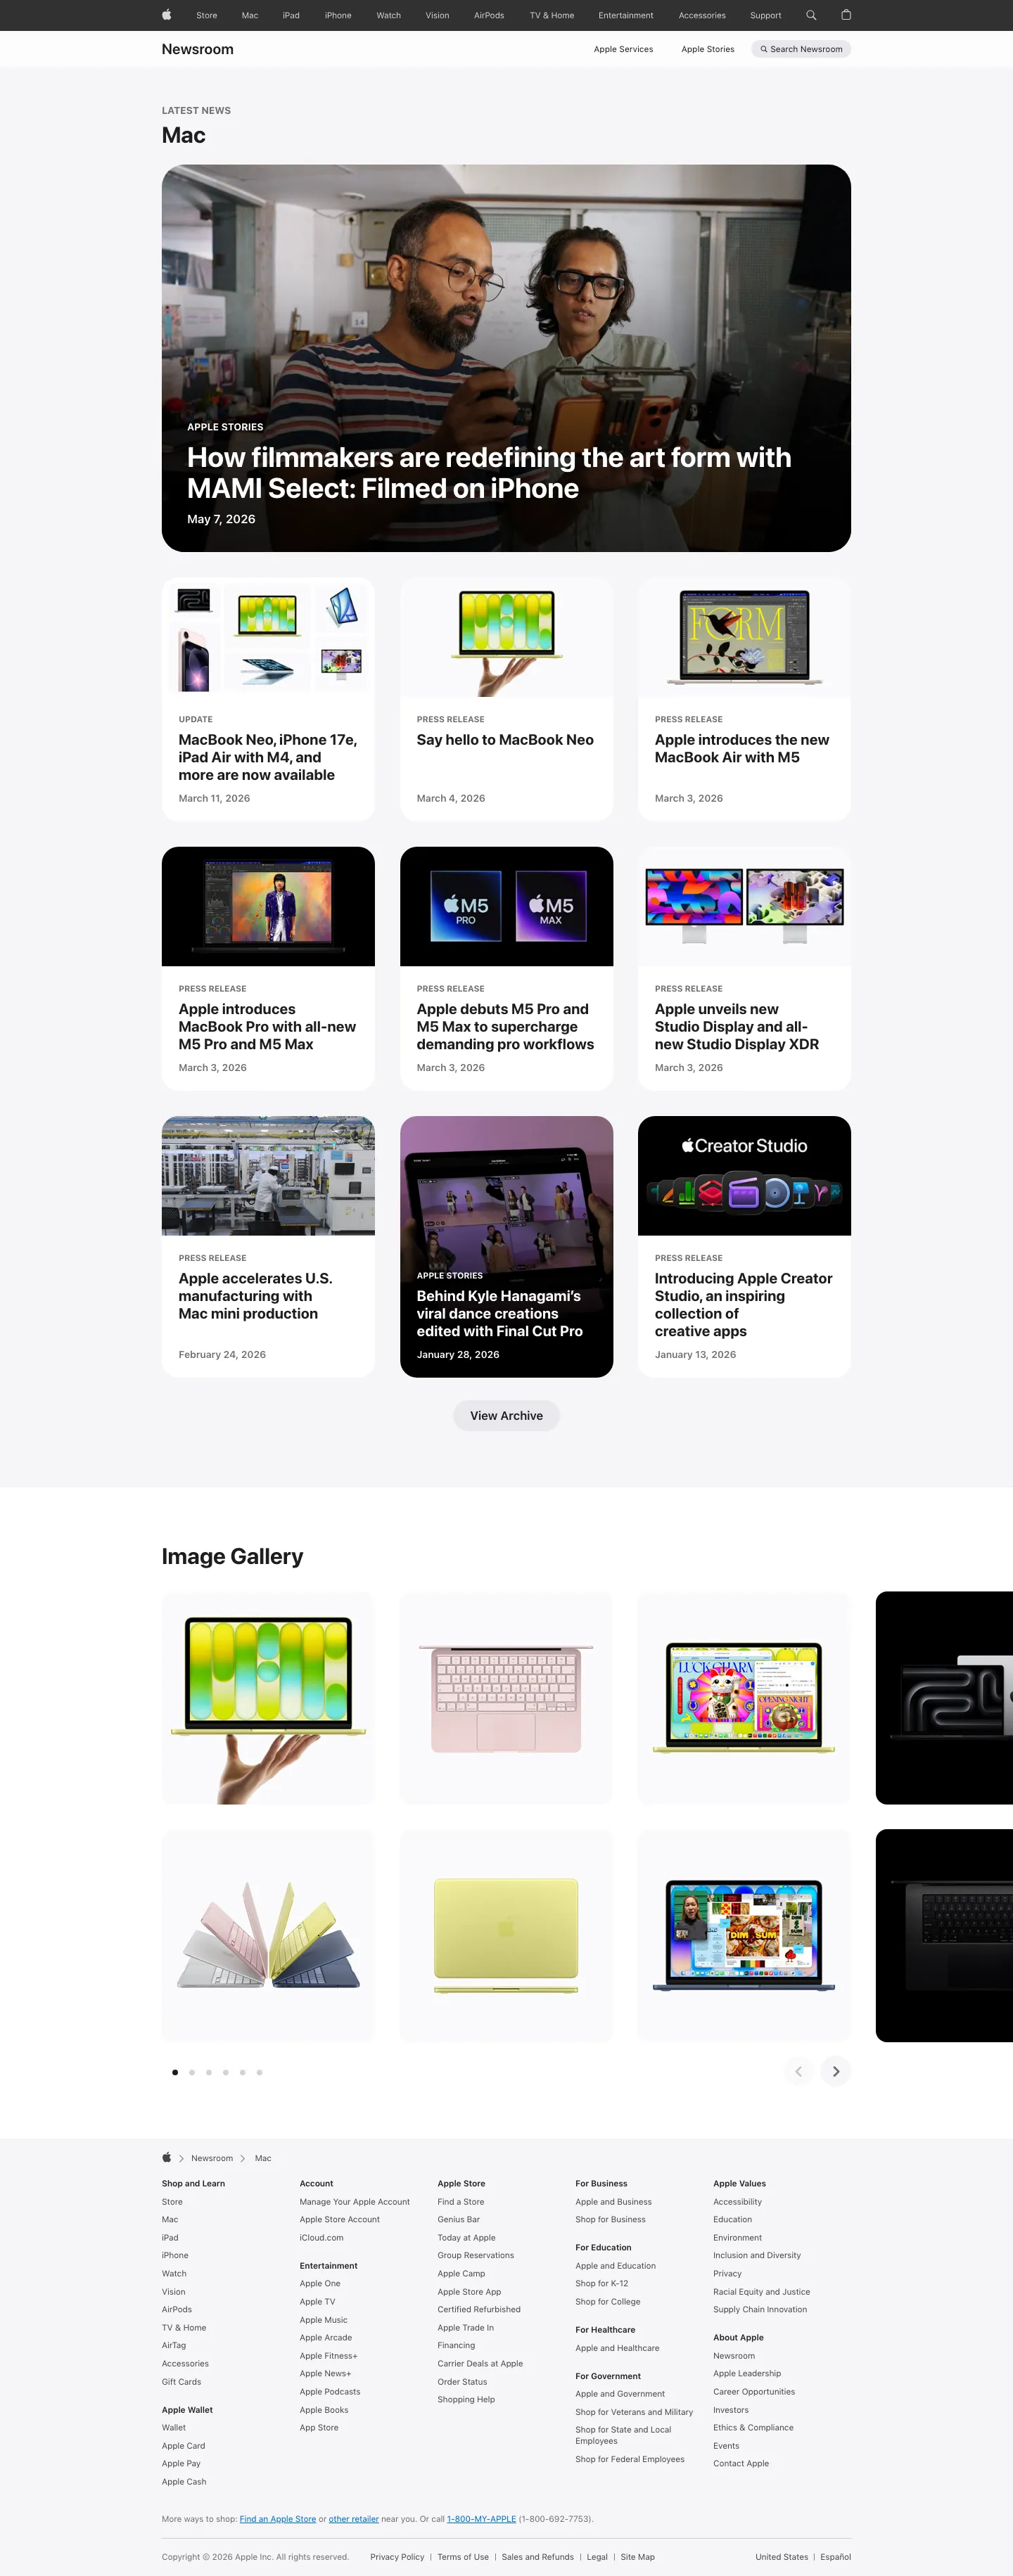 Store Mac iPad iPhone Watch Vision AirPods TV & Home Entertainment Accessories Support
Newsroom
Apple Services Apple Stories Search Newsroom
LATEST NEWS
Mac
14
APPLE STORIES
How filmmakers are redefining the art form with
MAMI Select: Filmed on iPhone
May 7, 2026
UPDATE
MacBook Neo, iPhone 17e,
iPad Air with M4, and
more are now available
March 11, 2026
PRESS RELEASE
Say hello to MacBook Neo
March 4, 2026
FORM
PRESS RELEASE
Apple introduces the new
MacBook Air with M5
March 3, 2026
PRESS RELEASE
Apple introduces
MacBook Pro with all-new
M5 Pro and M5 Max
March 3, 2026
M5
PRO
M5
MAX
PRESS RELEASE
Apple debuts M5 Pro and
M5 Max to supercharge
demanding pro workflows
March 3, 2026
PRESS RELEASE
Apple unveils new
Studio Display and all-
new Studio Display XDR
March 3, 2026
PRESS RELEASE
Apple accelerates U.S.
manufacturing with
Mac mini production
February 24, 2026
APPLE STORIES
Behind Kyle Hanagami’s
viral dance creations
edited with Final Cut Pro
January 28, 2026
Creator Studio
PRESS RELEASE
Introducing Apple Creator
Studio, an inspiring
collection of
creative apps
January 13, 2026
View Archive
Image Gallery
LUCK CHARM
OPENING NIGHT
DIM SUM
DIM
SUM
Newsroom Mac
Shop and Learn
Store
Mac
iPad
iPhone
Watch
Vision
AirPods
TV & Home
AirTag
Accessories
Gift Cards
Apple Wallet
Wallet
Apple Card
Apple Pay
Apple Cash
Account
Manage Your Apple Account
Apple Store Account
iCloud.com
Entertainment
Apple One
Apple TV
Apple Music
Apple Arcade
Apple Fitness+
Apple News+
Apple Podcasts
Apple Books
App Store
Apple Store
Find a Store
Genius Bar
Today at Apple
Group Reservations
Apple Camp
Apple Store App
Certified Refurbished
Apple Trade In
Financing
Carrier Deals at Apple
Order Status
Shopping Help
For Business
Apple and Business
Shop for Business
For Education
Apple and Education
Shop for K-12
Shop for College
For Healthcare
Apple and Healthcare
For Government
Apple and Government
Shop for Veterans and Military
Shop for State and Local
Employees
Shop for Federal Employees
Apple Values
Accessibility
Education
Environment
Inclusion and Diversity
Privacy
Racial Equity and Justice
Supply Chain Innovation
About Apple
Newsroom
Apple Leadership
Career Opportunities
Investors
Ethics & Compliance
Events
Contact Apple
More ways to shop: Find an Apple Store or other retailer near you. Or call 1-800-MY-APPLE (1-800-692-7753).
Copyright © 2026 Apple Inc. All rights reserved. Privacy Policy | Terms of Use | Sales and Refunds | Legal | Site Map United States | Español